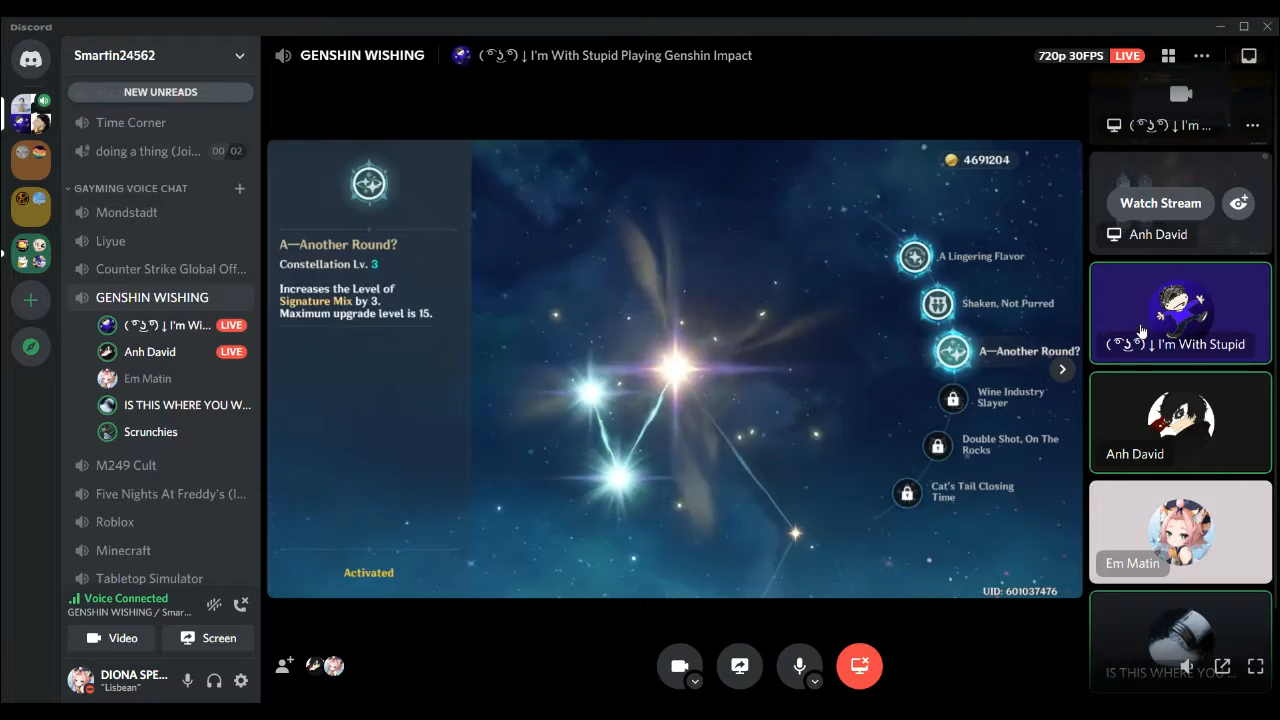 Discord
Smartin24562
NEW UNREADS
Time Corner
doing a thing (Joi... 00 02
GAYMING VOICE CHAT
Mondstadt
Liyue
Counter Strike Global Off...
GENSHIN WISHING
( ͡° ͜ʖ ͡°) ↓ I'm Wi... LIVE
Anh David LIVE
Em Matin
IS THIS WHERE YOU W...
Scrunchies
M249 Cult
Five Nights At Freddy's (I...
Roblox
Minecraft
Tabletop Simulator
Voice Connected
GENSHIN WISHING / Smar...
Video
Screen
DIONA SPE...
"Lisbean"
GENSHIN WISHING
( ͡° ͜ʖ ͡°) ↓ I'm With Stupid Playing Genshin Impact
720p 30FPS LIVE
4691204
A—Another Round?
Constellation Lv. 3
Increases the Level of
Signature Mix by 3.
Maximum upgrade level is 15.
Activated
A Lingering Flavor
Shaken, Not Purred
A—Another Round?
Wine Industry
Slayer
Double Shot, On The
Rocks
Cat's Tail Closing
Time
UID: 601037476
( ͡° ͜ʖ ͡°) ↓ I'm ...
Watch Stream
Anh David
( ͡° ͜ʖ ͡°) ↓ I'm With Stupid
Anh David
Em Matin
IS THIS WHERE YOU ...